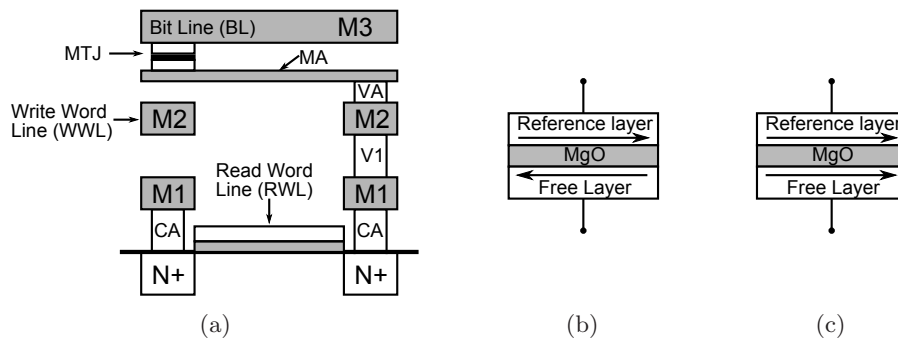 Bit Line (BL) M3
MTJ
MA
VA
Write Word
Line (WWL)
M2
M2
V1
Read Word
Line (RWL)
M1
M1
CA
CA
N+
N+
(a)
Reference layer
MgO
Free Layer
(b)
Reference layer
MgO
Free Layer
(c)